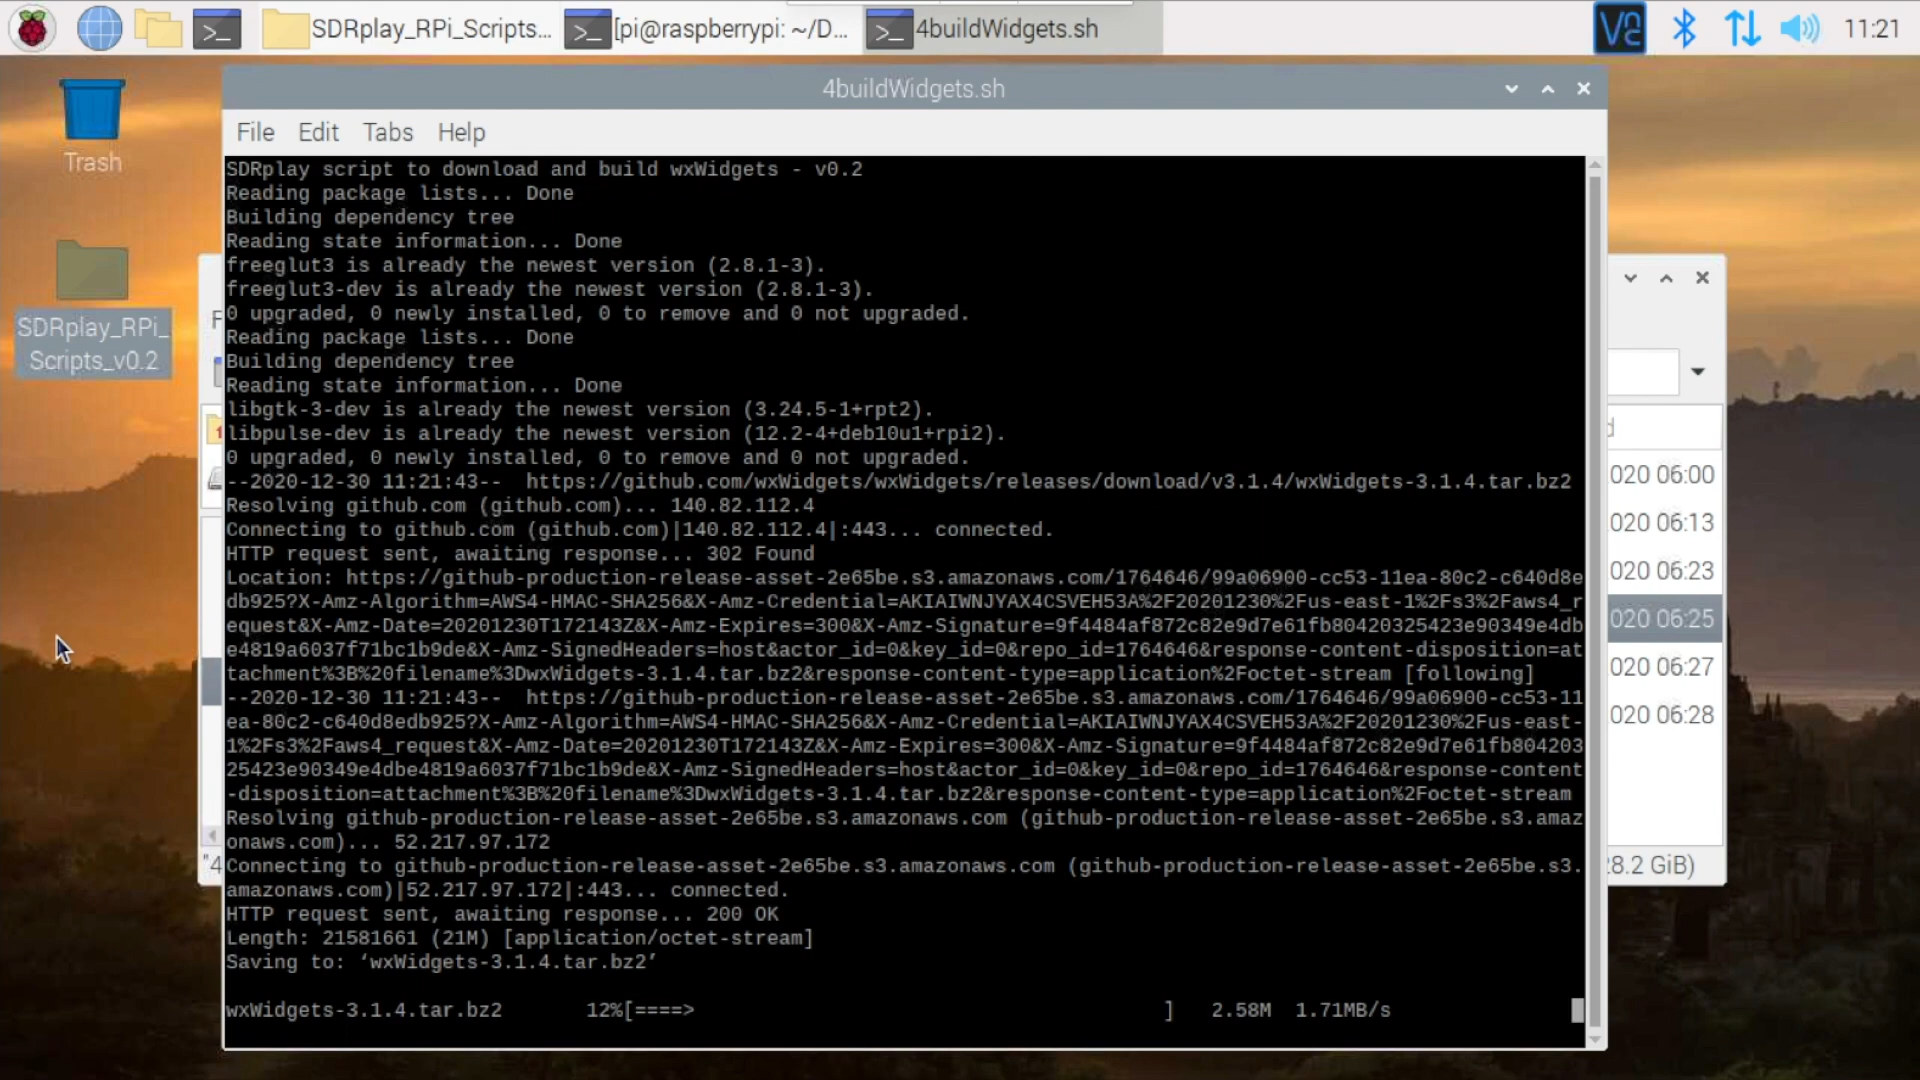 SDRplay_RPi_Scripts...
[pi@raspberrypi: ~/D...
4buildWidgets.sh
11:21
Trash
SDRplay_RPi_
Scripts_v0.2
4buildWidgets.sh
File Edit Tabs Help
SDRplay script to download and build wxWidgets - v0.2
Reading package lists... Done
Building dependency tree
Reading state information... Done
freeglut3 is already the newest version (2.8.1-3).
freeglut3-dev is already the newest version (2.8.1-3).
0 upgraded, 0 newly installed, 0 to remove and 0 not upgraded.
Reading package lists... Done
Building dependency tree
Reading state information... Done
libgtk-3-dev is already the newest version (3.24.5-1+rpt2).
libpulse-dev is already the newest version (12.2-4+deb10u1+rpi2).
0 upgraded, 0 newly installed, 0 to remove and 0 not upgraded.
--2020-12-30 11:21:43--  https://github.com/wxWidgets/wxWidgets/releases/download/v3.1.4/wxWidgets-3.1.4.tar.bz2
Resolving github.com (github.com)... 140.82.112.4
Connecting to github.com (github.com)|140.82.112.4|:443... connected.
HTTP request sent, awaiting response... 302 Found
Location: https://github-production-release-asset-2e65be.s3.amazonaws.com/1764646/99a06900-cc53-11ea-80c2-c640d8e
db925?X-Amz-Algorithm=AWS4-HMAC-SHA256&X-Amz-Credential=AKIAIWNJYAX4CSVEH53A%2F20201230%2Fus-east-1%2Fs3%2Faws4_r
equest&X-Amz-Date=20201230T172143Z&X-Amz-Expires=300&X-Amz-Signature=9f4484af872c82e9d7e61fb80420325423e90349e4db
e4819a6037f71bc1b9de&X-Amz-SignedHeaders=host&actor_id=0&key_id=0&repo_id=1764646&response-content-disposition=at
tachment%3B%20filename%3DwxWidgets-3.1.4.tar.bz2&response-content-type=application%2Foctet-stream [following]
--2020-12-30 11:21:43--  https://github-production-release-asset-2e65be.s3.amazonaws.com/1764646/99a06900-cc53-11
ea-80c2-c640d8edb925?X-Amz-Algorithm=AWS4-HMAC-SHA256&X-Amz-Credential=AKIAIWNJYAX4CSVEH53A%2F20201230%2Fus-east-
1%2Fs3%2Faws4_request&X-Amz-Date=20201230T172143Z&X-Amz-Expires=300&X-Amz-Signature=9f4484af872c82e9d7e61fb804203
25423e90349e4dbe4819a6037f71bc1b9de&X-Amz-SignedHeaders=host&actor_id=0&key_id=0&repo_id=1764646&response-content
-disposition=attachment%3B%20filename%3DwxWidgets-3.1.4.tar.bz2&response-content-type=application%2Foctet-stream
Resolving github-production-release-asset-2e65be.s3.amazonaws.com (github-production-release-asset-2e65be.s3.amaz
onaws.com)... 52.217.97.172
Connecting to github-production-release-asset-2e65be.s3.amazonaws.com (github-production-release-asset-2e65be.s3.
amazonaws.com)|52.217.97.172|:443... connected.
HTTP request sent, awaiting response... 200 OK
Length: 21581661 (21M) [application/octet-stream]
Saving to: ‘wxWidgets-3.1.4.tar.bz2’
wxWidgets-3.1.4.tar.bz2 12%[====> ] 2.58M 1.71MB/s
020 06:00
020 06:13
020 06:23
020 06:25
020 06:27
020 06:28
"4
8.2 GiB)